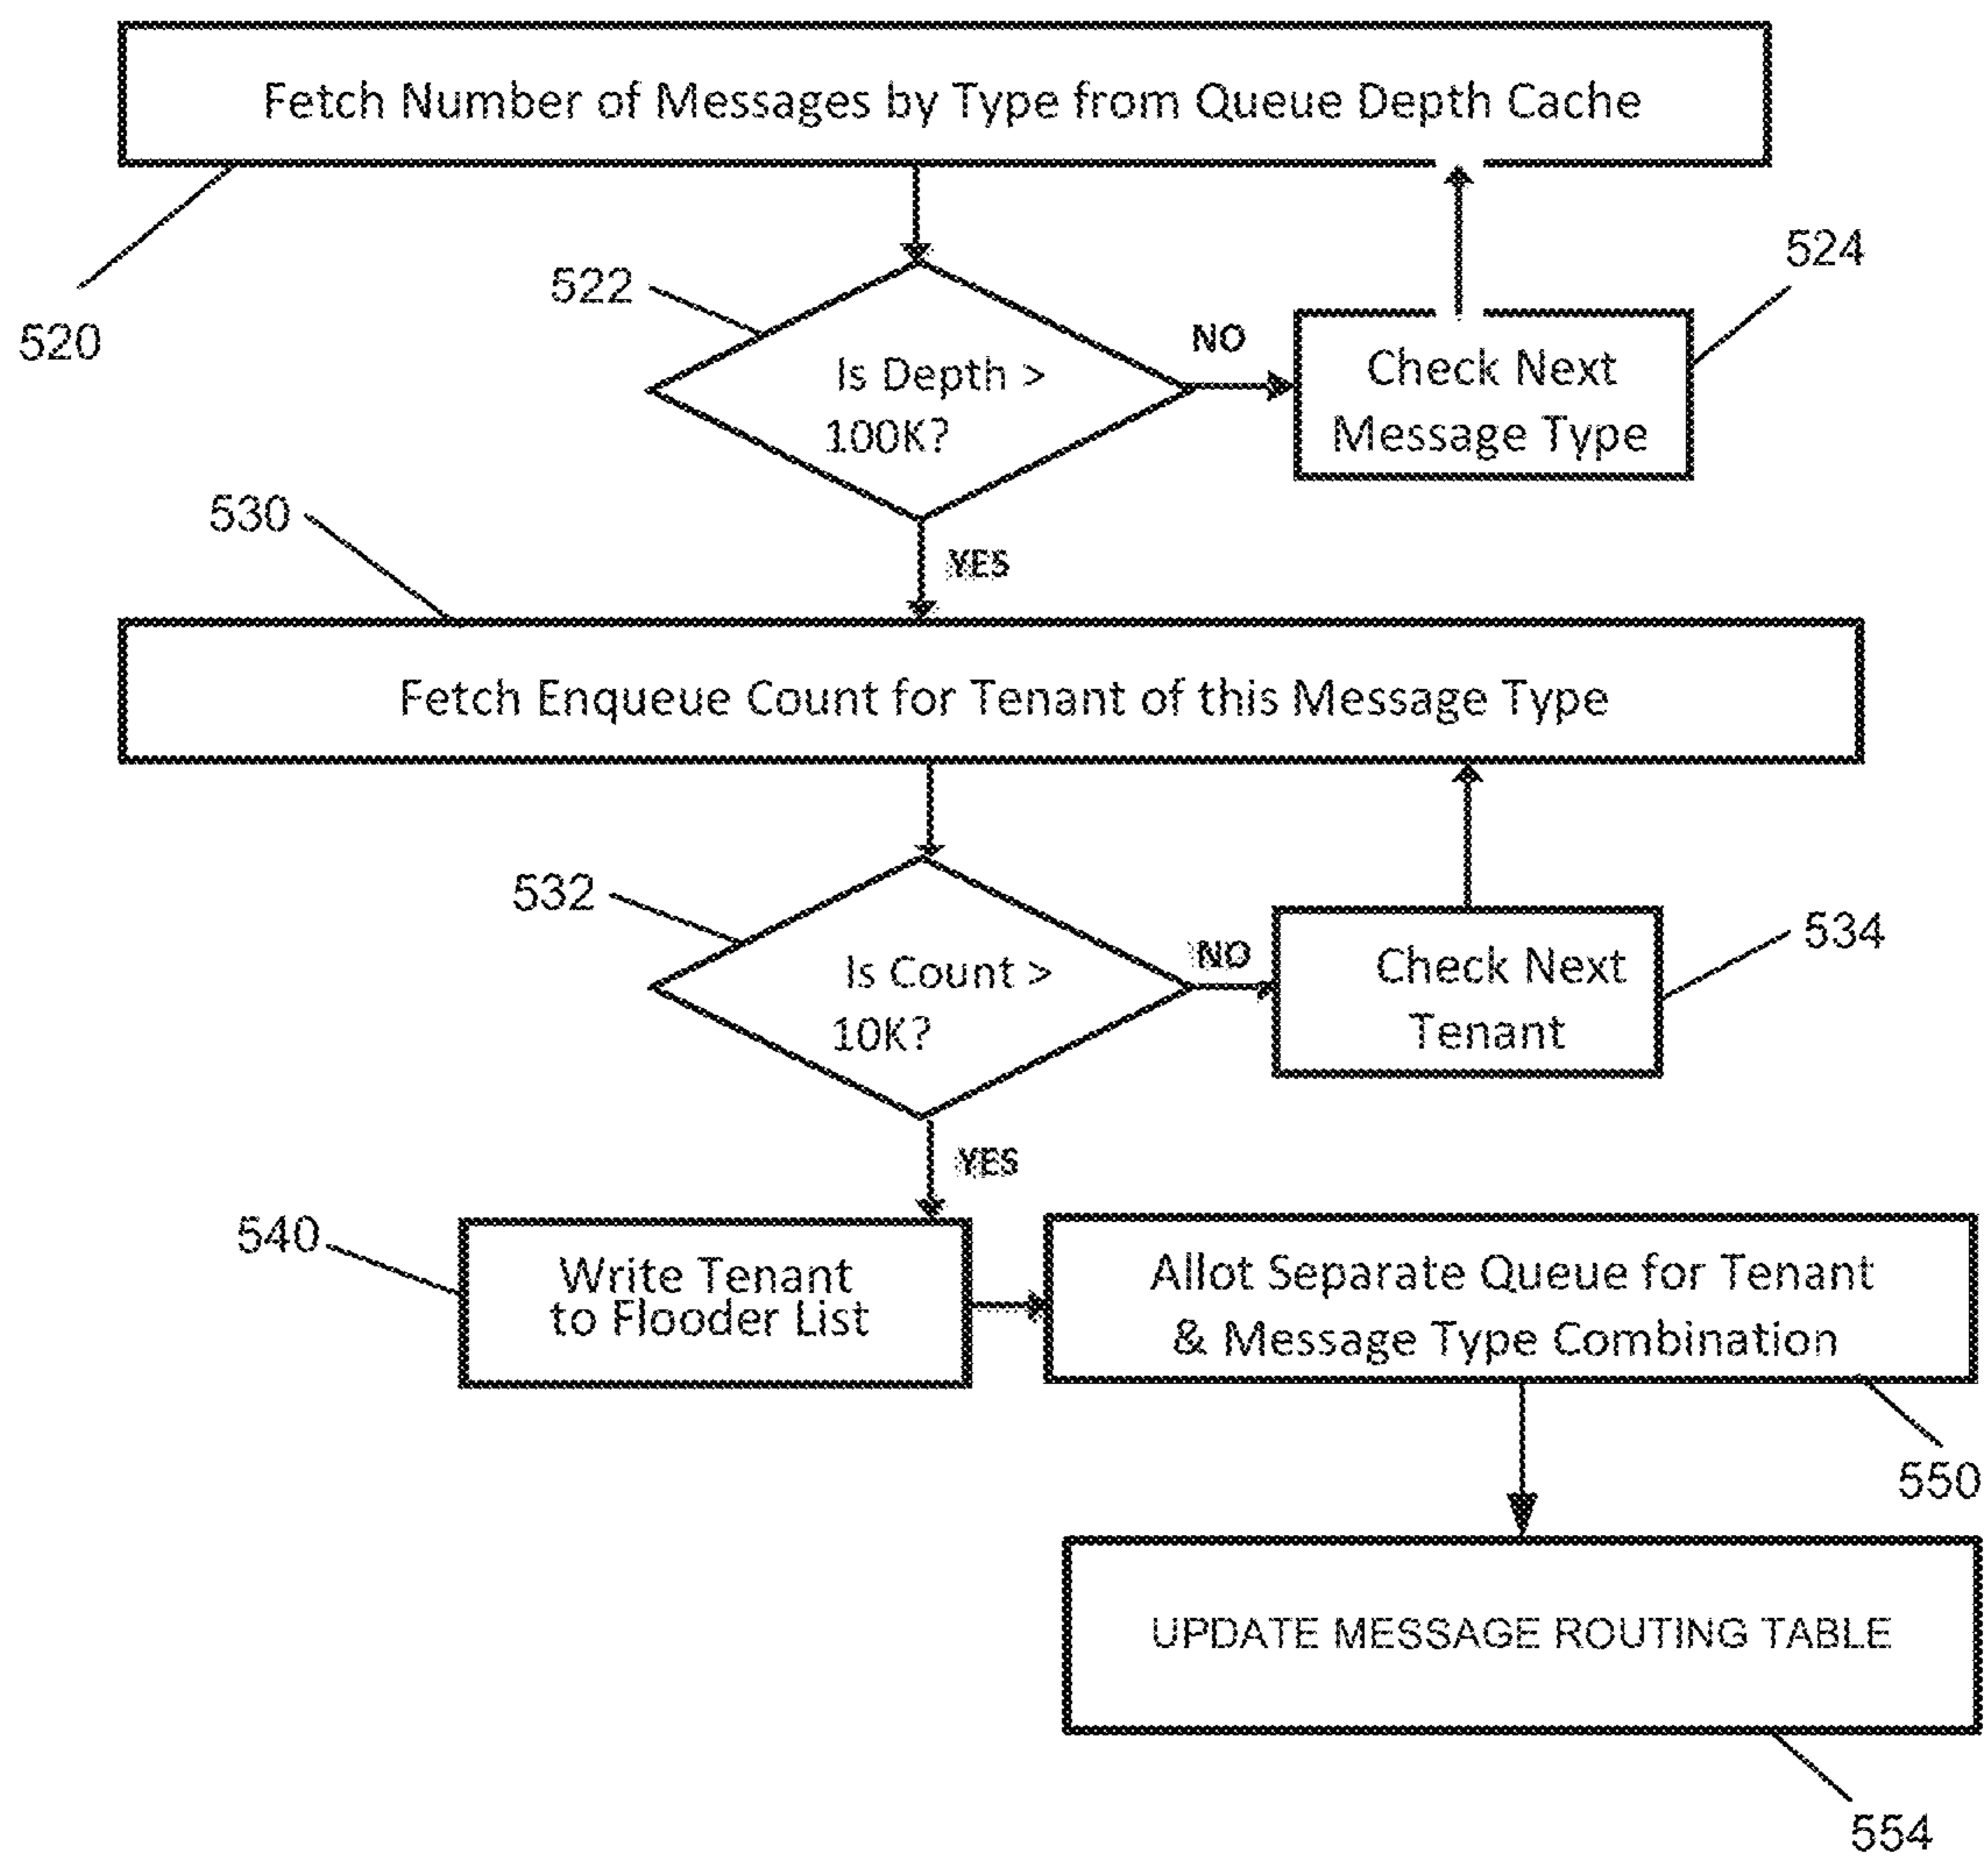 Fetch Number of Messages by Type from Queue Depth Cache
520
522
Is Depth >
100K?
NO
524
Check Next
Message Type
YES
530
Fetch Enqueue Count for Tenant of this Message Type
532
Is Count >
10K?
NO
534
Check Next
Tenant
YES
540
Write Tenant
to Flooder List
Allot Separate Queue for Tenant
& Message Type Combination
550
UPDATE MESSAGE ROUTING TABLE
554